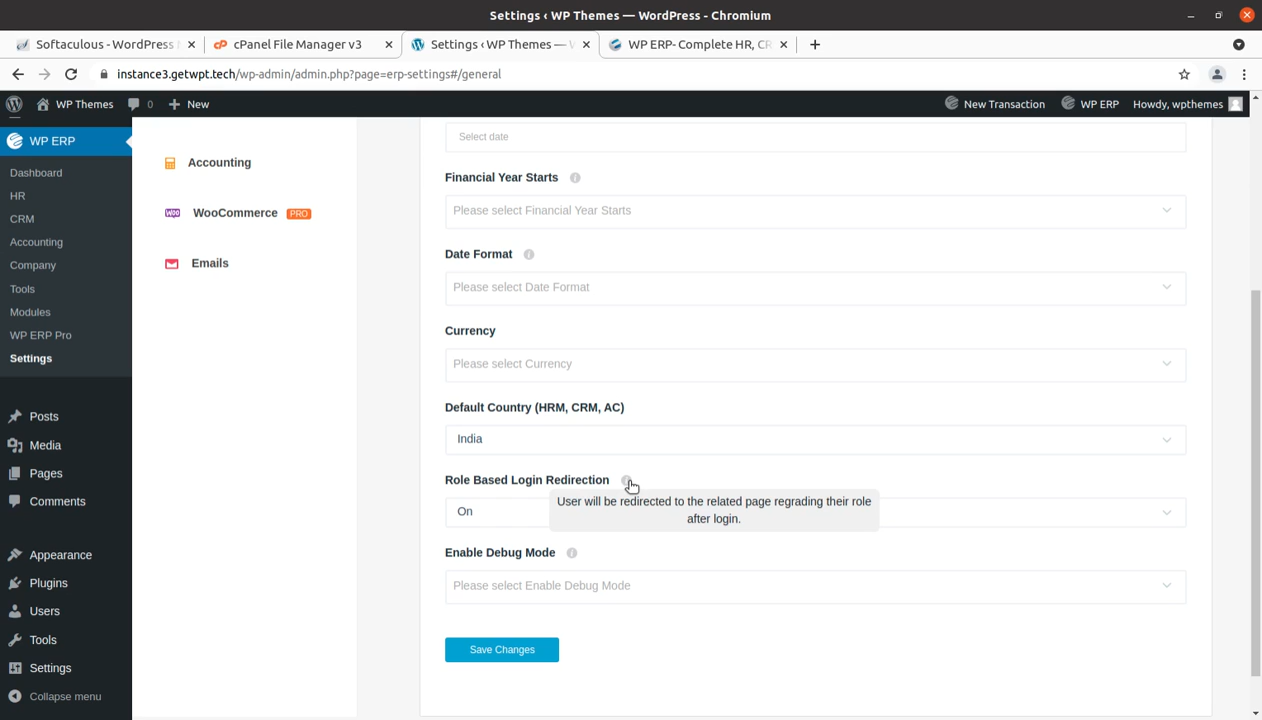 Settings ‹ WP Themes — WordPress - Chromium
Softaculous - WordPress
cPanel File Manager v3
Settings ‹ WP Themes —
WP ERP- Complete HR, CR
instance3.getwpt.tech/wp-admin/admin.php?page=erp-settings#/general
WP Themes
0
New
New Transaction
WP ERP
Howdy, wpthemes
WP ERP
Dashboard
HR
CRM
Accounting
Company
Tools
Modules
WP ERP Pro
Settings
Posts
Media
Pages
Comments
Appearance
Plugins
Users
Tools
Settings
Collapse menu
Accounting
WOO WooCommerce PRO
Emails
Select date
Financial Year Starts
Please select Financial Year Starts
Date Format
Please select Date Format
Currency
Please select Currency
Default Country (HRM, CRM, AC)
India
Role Based Login Redirection
User will be redirected to the related page regrading their role
after login.
On
Enable Debug Mode
Please select Enable Debug Mode
Save Changes